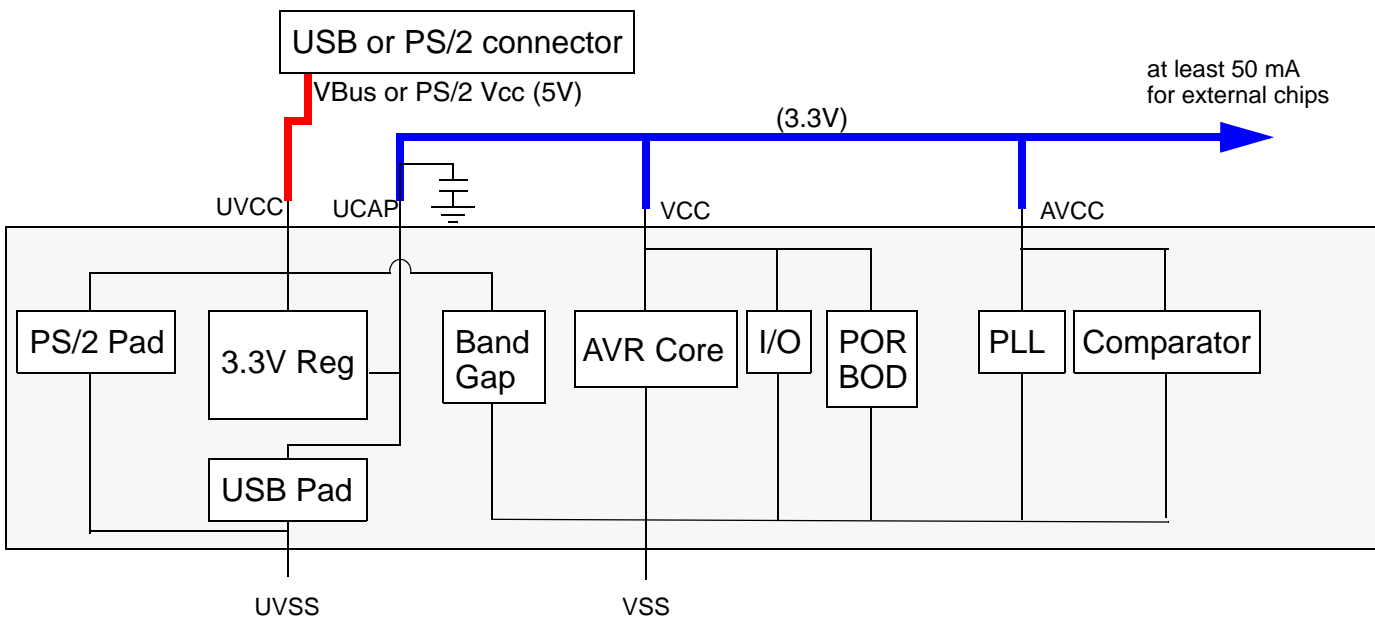 USB or PS/2 connector
VBus or PS/2 Vcc (5V)
at least 50 mA
for external chips
(3.3V)
UVCC
UCAP
VCC
AVCC
PS/2 Pad
3.3V Reg
Band
Gap
AVR Core
I/O
POR
BOD
PLL
Comparator
USB Pad
UVSS
VSS